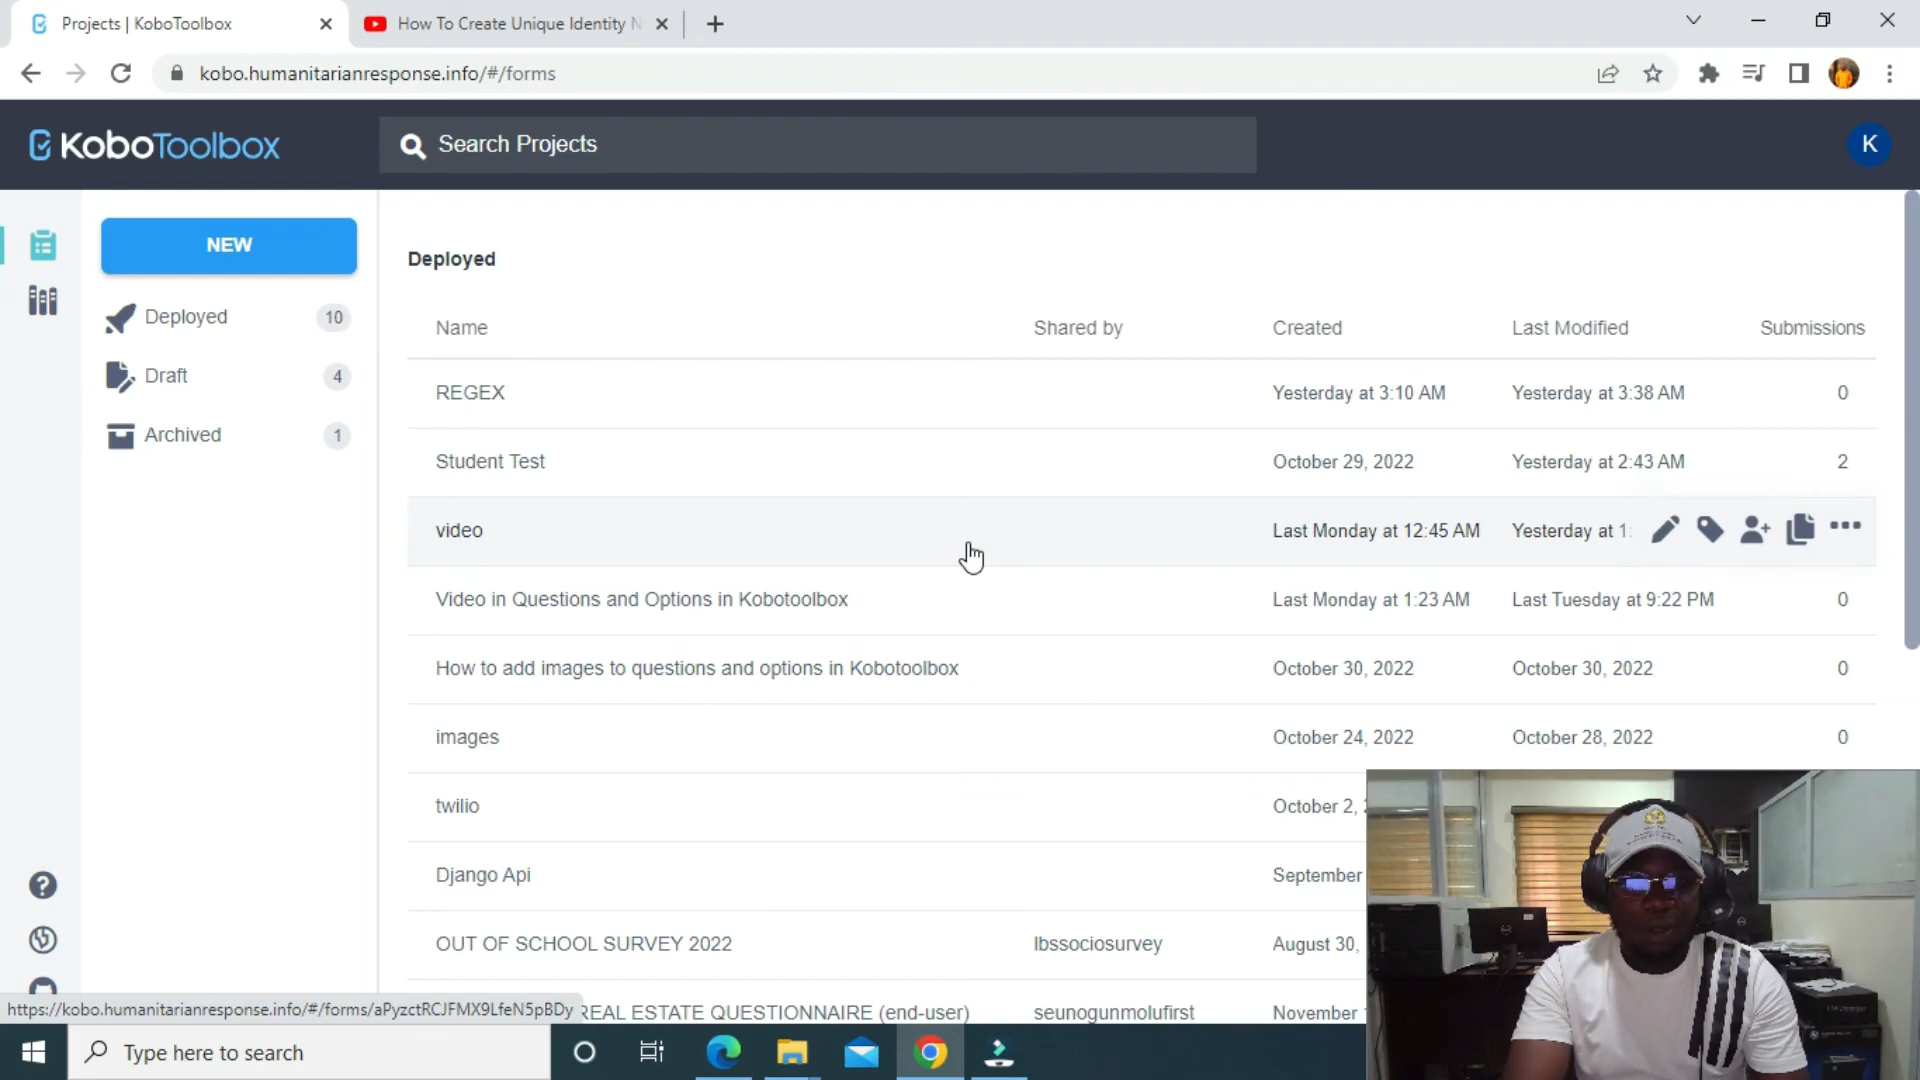 Projects | KoboToolbox
How To Create Unique Identity N
kobo.humanitarianresponse.info/#/forms
KoboToolbox
Search Projects
K
NEW
Deployed 10
Draft 4
Archived 1
Deployed
Name Shared by Created Last Modified Submissions
REGEX Yesterday at 3:10 AM Yesterday at 3:38 AM 0
Student Test October 29, 2022 Yesterday at 2:43 AM 2
video Last Monday at 12:45 AM Yesterday at 1:
Video in Questions and Options in Kobotoolbox Last Monday at 1:23 AM Last Tuesday at 9:22 PM 0
How to add images to questions and options in Kobotoolbox October 30, 2022 October 30, 2022 0
images October 24, 2022 October 28, 2022 0
twilio October 2,
Django Api September
OUT OF SCHOOL SURVEY 2022 lbssociosurvey August 30,
REAL ESTATE QUESTIONNAIRE (end-user) seunogunmolufirst November
https://kobo.humanitarianresponse.info/#/forms/aPyzctRCJFMX9LfeN5pBDy
Type here to search